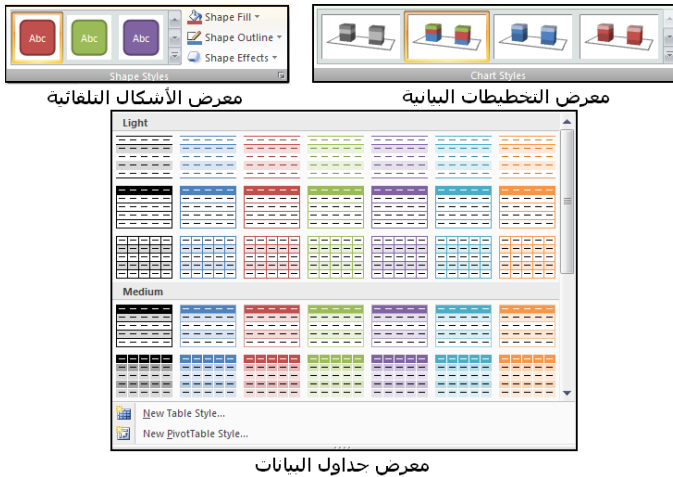 Abc Abc Abc
Shape Fill
Shape Outline
Shape Effects
Shape Styles
Chart Styles
معرض الأشكال التلقائية
معرض التخطيطات البيانية
Light
Medium
New Table Style...
New PivotTable Style...
معرض جداول البيانات